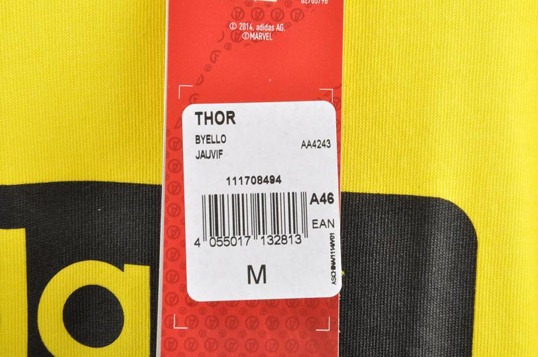 © 2014, adidas AG.
©MARVEL
THOR
BYELLO
JAUVIF
AA4243
111708494
A46
EAN
4 055017 132813
M